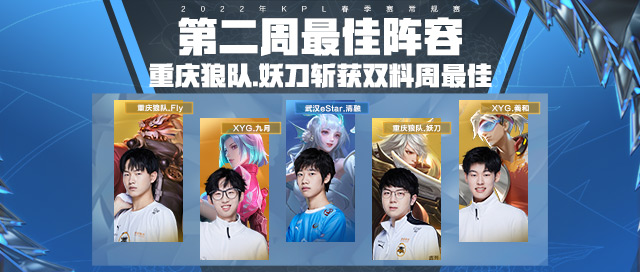 2022年KPL春季赛常规赛
第二周最佳阵容
重庆狼队.妖刀斩获双料周最佳
重庆狼队.Fly
XYG.九月
武汉eStar.清融
重庆狼队.妖刀
XYG.羲和